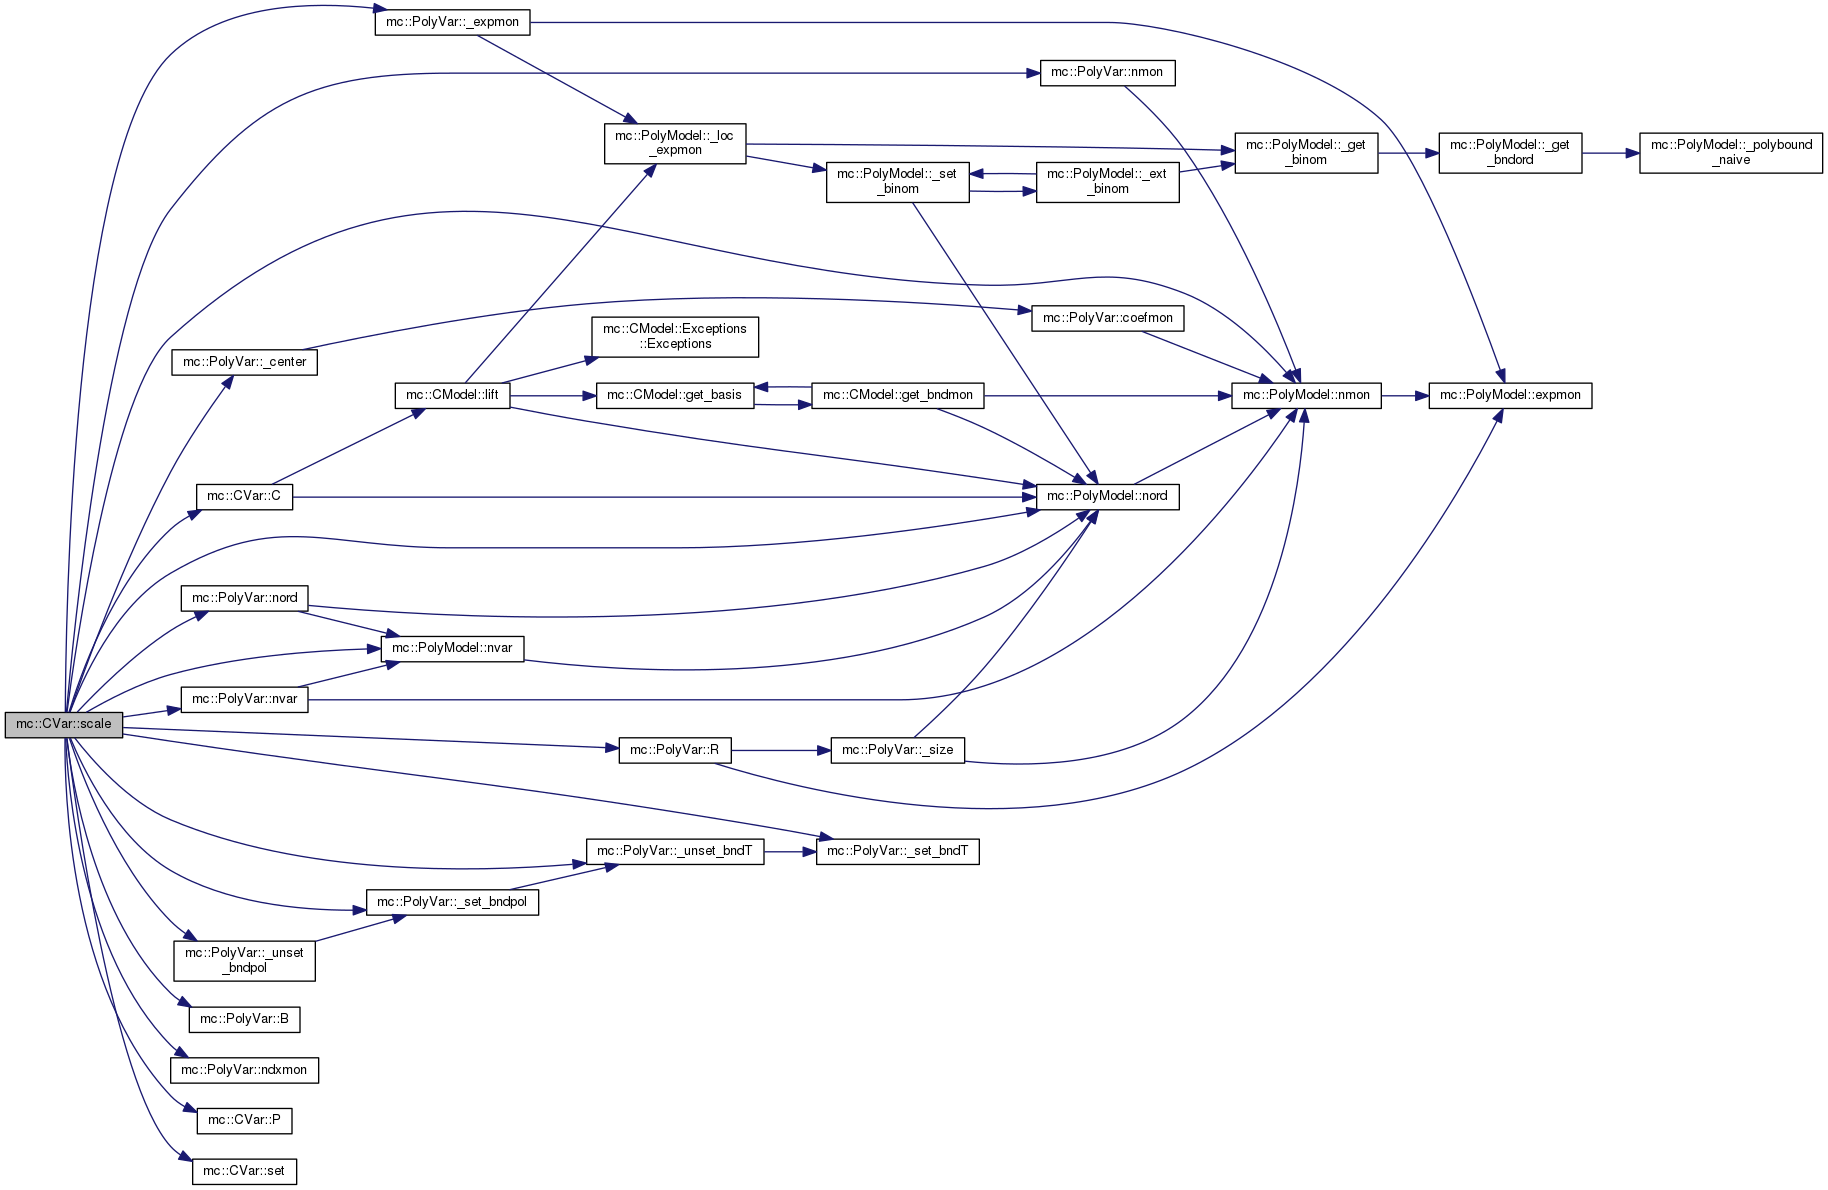 mc::PolyVar::_expmon
mc::PolyVar::nmon
mc::PolyModel::_loc
_expmon
mc::PolyModel::_get
_binom
mc::PolyModel::_get
_bndord
mc::PolyModel::_polybound
_naive
mc::PolyModel::_set
_binom
mc::PolyModel::_ext
_binom
mc::PolyVar::coefmon
mc::CModel::Exceptions
::Exceptions
mc::PolyVar::_center
mc::CModel::lift
mc::CModel::get_basis
mc::CModel::get_bndmon
mc::PolyModel::nmon
mc::PolyModel::expmon
mc::CVar::C
mc::PolyModel::nord
mc::PolyVar::nord
mc::PolyModel::nvar
mc::PolyVar::nvar
mc::CVar::scale
mc::PolyVar::R
mc::PolyVar::_size
mc::PolyVar::_unset_bndT
mc::PolyVar::_set_bndT
mc::PolyVar::_set_bndpol
mc::PolyVar::_unset
_bndpol
mc::PolyVar::B
mc::PolyVar::ndxmon
mc::CVar::P
mc::CVar::set